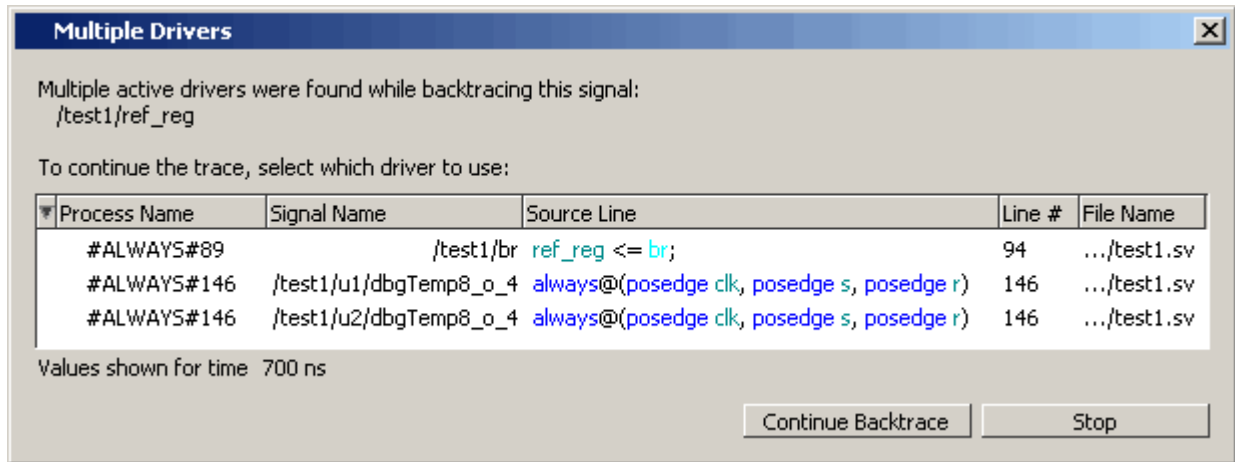 Multiple Drivers
Multiple active drivers were found while backtracing this signal:
/test1/ref_reg
To continue the trace, select which driver to use:
Process Name Signal Name Source Line Line # File Name
#ALWAYS#89 /test1/br ref_reg <= br; 94 .../test1.sv
#ALWAYS#146 /test1/u1/dbgTemp8_o_4 always@(posedge clk, posedge s, posedge r) 146 .../test1.sv
#ALWAYS#146 /test1/u2/dbgTemp8_o_4 always@(posedge clk, posedge s, posedge r) 146 .../test1.sv
Values shown for time 700 ns
Continue Backtrace Stop